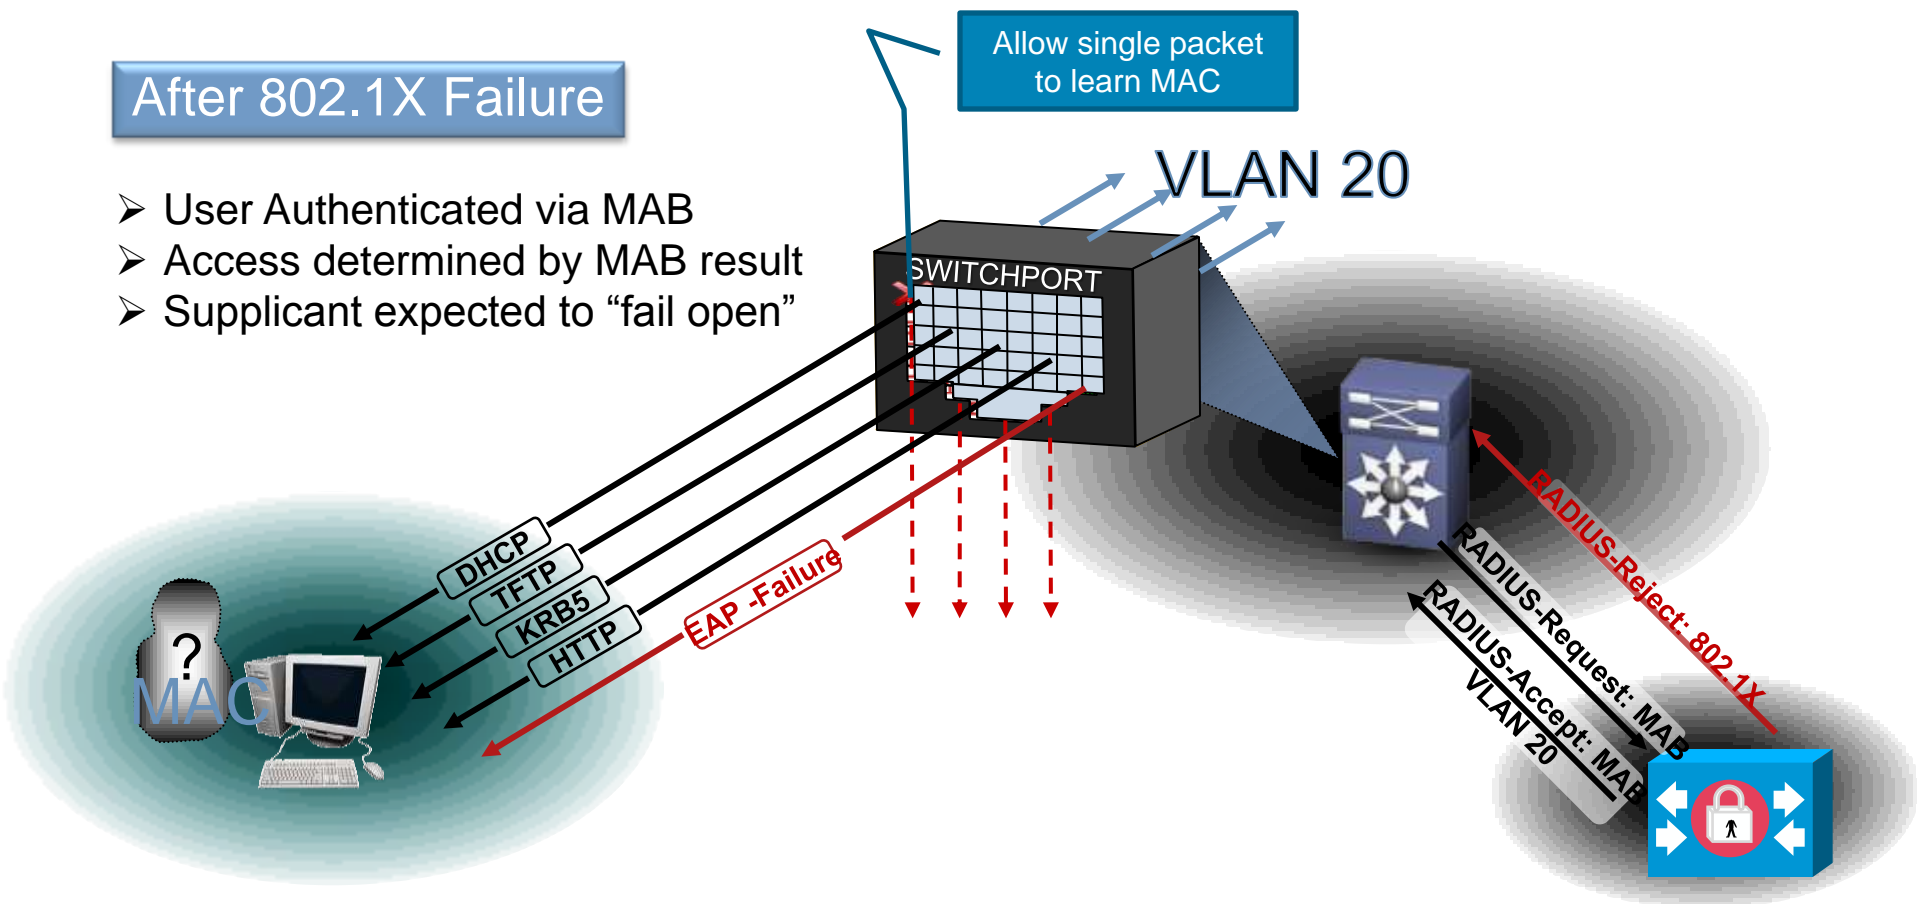 Allow single packet
to learn MAC
After 802.1X Failure
VLAN 20
➢ User Authenticated via MAB
➢ Access determined by MAB result
➢ Supplicant expected to “fail open”
SWITCHPORT
DHCP
TFTP
KRB5
HTTP
EAP -Failure
RADIUS-Reject: 802.1X
RADIUS-Request: MAB
RADIUS-Accept: MAB
VLAN 20
?
MAC